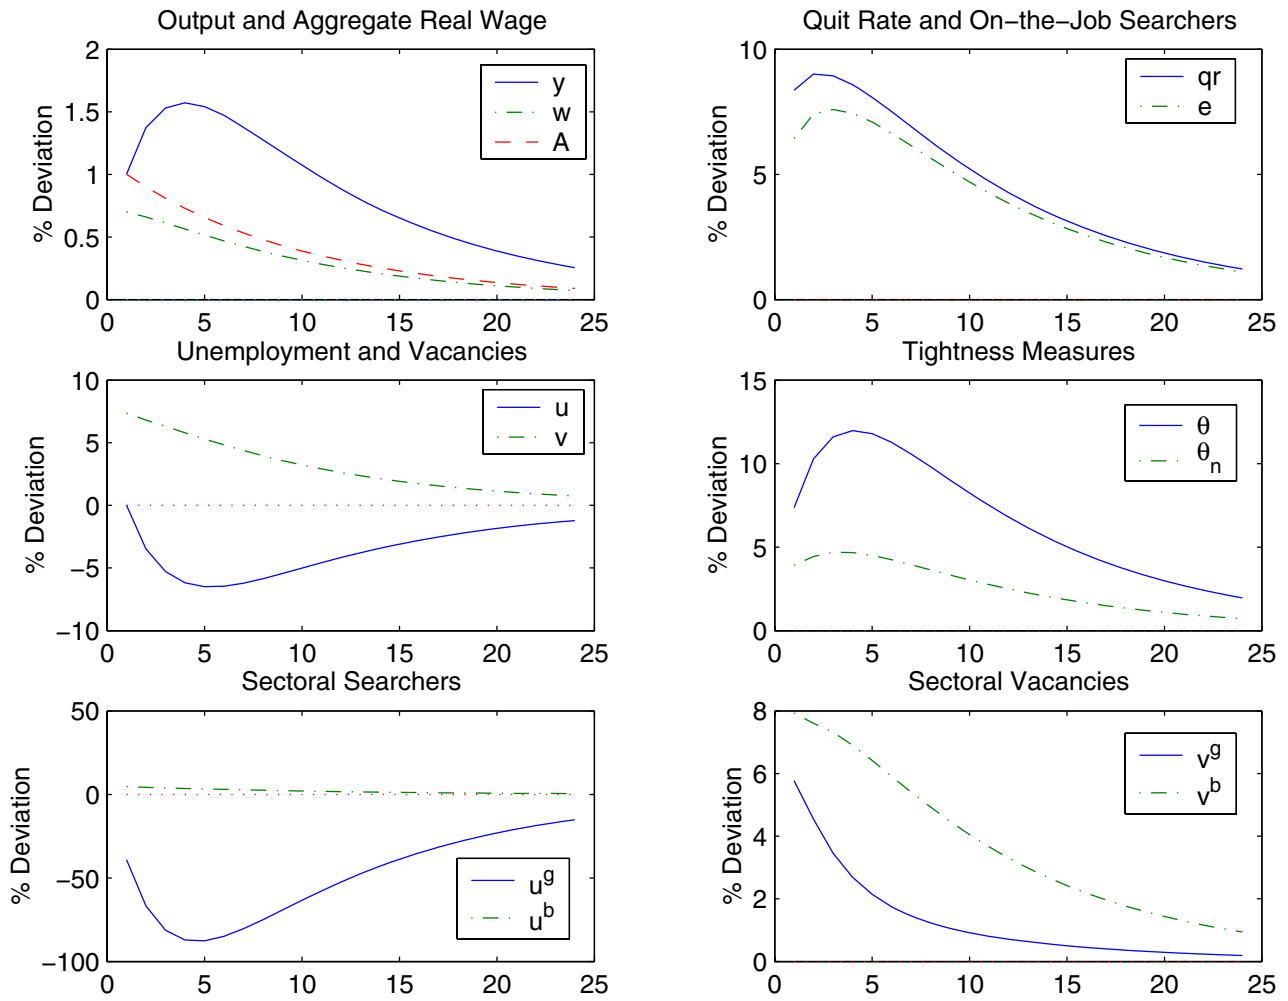 Output and Aggregate Real Wage
% Deviation
2
1.5
1
0.5
0
0 5 10 15 20 25
y
w
A
Quit Rate and On−the−Job Searchers
% Deviation
10
5
0
0 5 10 15 20 25
qr
e
Unemployment and Vacancies
% Deviation
10
5
0
−5
−10
0 5 10 15 20 25
u
v
Tightness Measures
% Deviation
15
10
5
0
0 5 10 15 20 25
θ
θn
Sectoral Searchers
% Deviation
50
0
−50
−100
0 5 10 15 20 25
u^g
u^b
Sectoral Vacancies
% Deviation
8
6
4
2
0
0 5 10 15 20 25
v^g
v^b